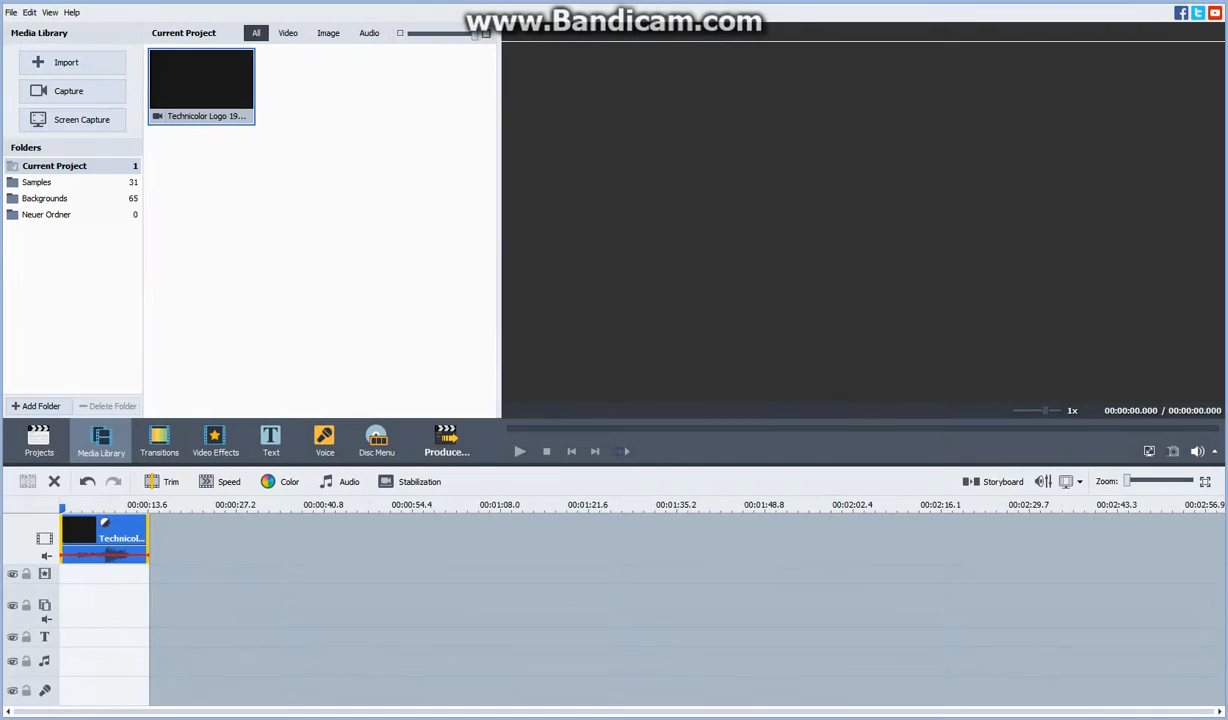 www.Bandicam.com
File Edit View Help
Media Library
Current Project All Video Image Audio
Import
Capture
Technicolor Logo 19...
Screen Capture
Folders
Current Project 1
Samples 31
Backgrounds 65
Neuer Ordner 0
Add Folder Delete Folder
1x 00:00:00.000 / 00:00:00.000
Projects Media Library Transitions Video Effects Text Voice Disc Menu Produce...
Trim Speed Color Audio Stabilization Storyboard Zoom:
00:00:13.6 00:00:27.2 00:00:40.8 00:00:54.4 00:01:08.0 00:01:21.6 00:01:35.2 00:01:48.8 00:02:02.4 00:02:16.1 00:02:29.7 00:02:43.3 00:02:56.9
Technicol...
T